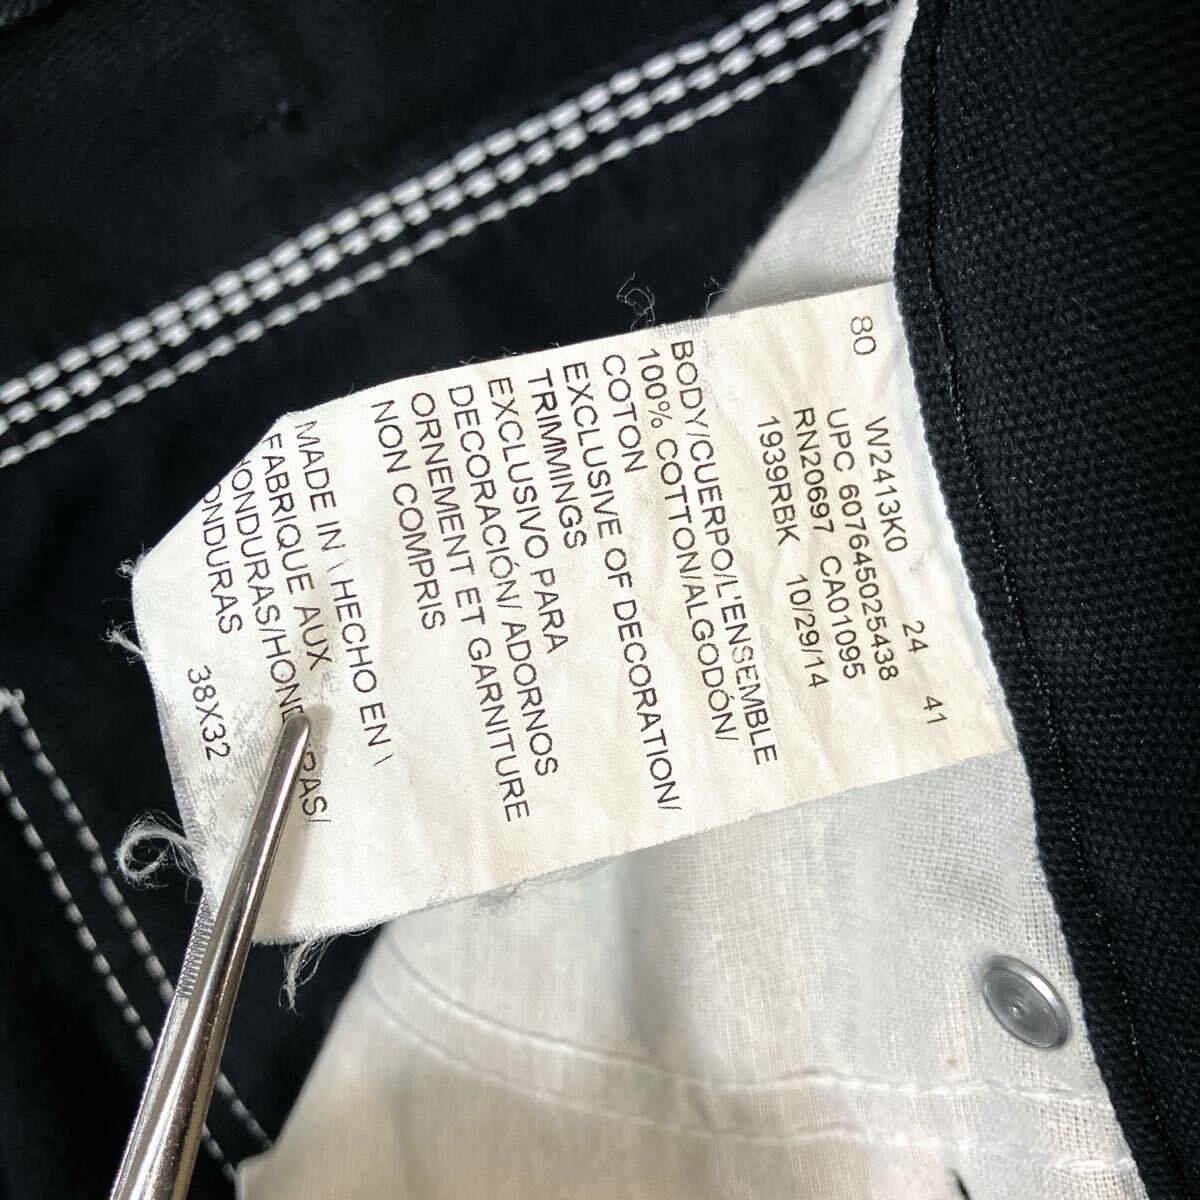 80
W2413K0 24 41
UPC 607645025438
RN20697 CA01095
1939RBK 10/29/14
BODY/CUERPO/L'ENSEMBLE
100% COTTON/ALGODÓN/
COTON
EXCLUSIVE OF DECORATION/
TRIMMINGS
EXCLUSIVO PARA
DECORACIÓN/ ADORNOS
ORNEMENT ET GARNITURE
NON COMPRIS
MADE IN \ HECHO EN \
FABRIQUE AUX
38X32